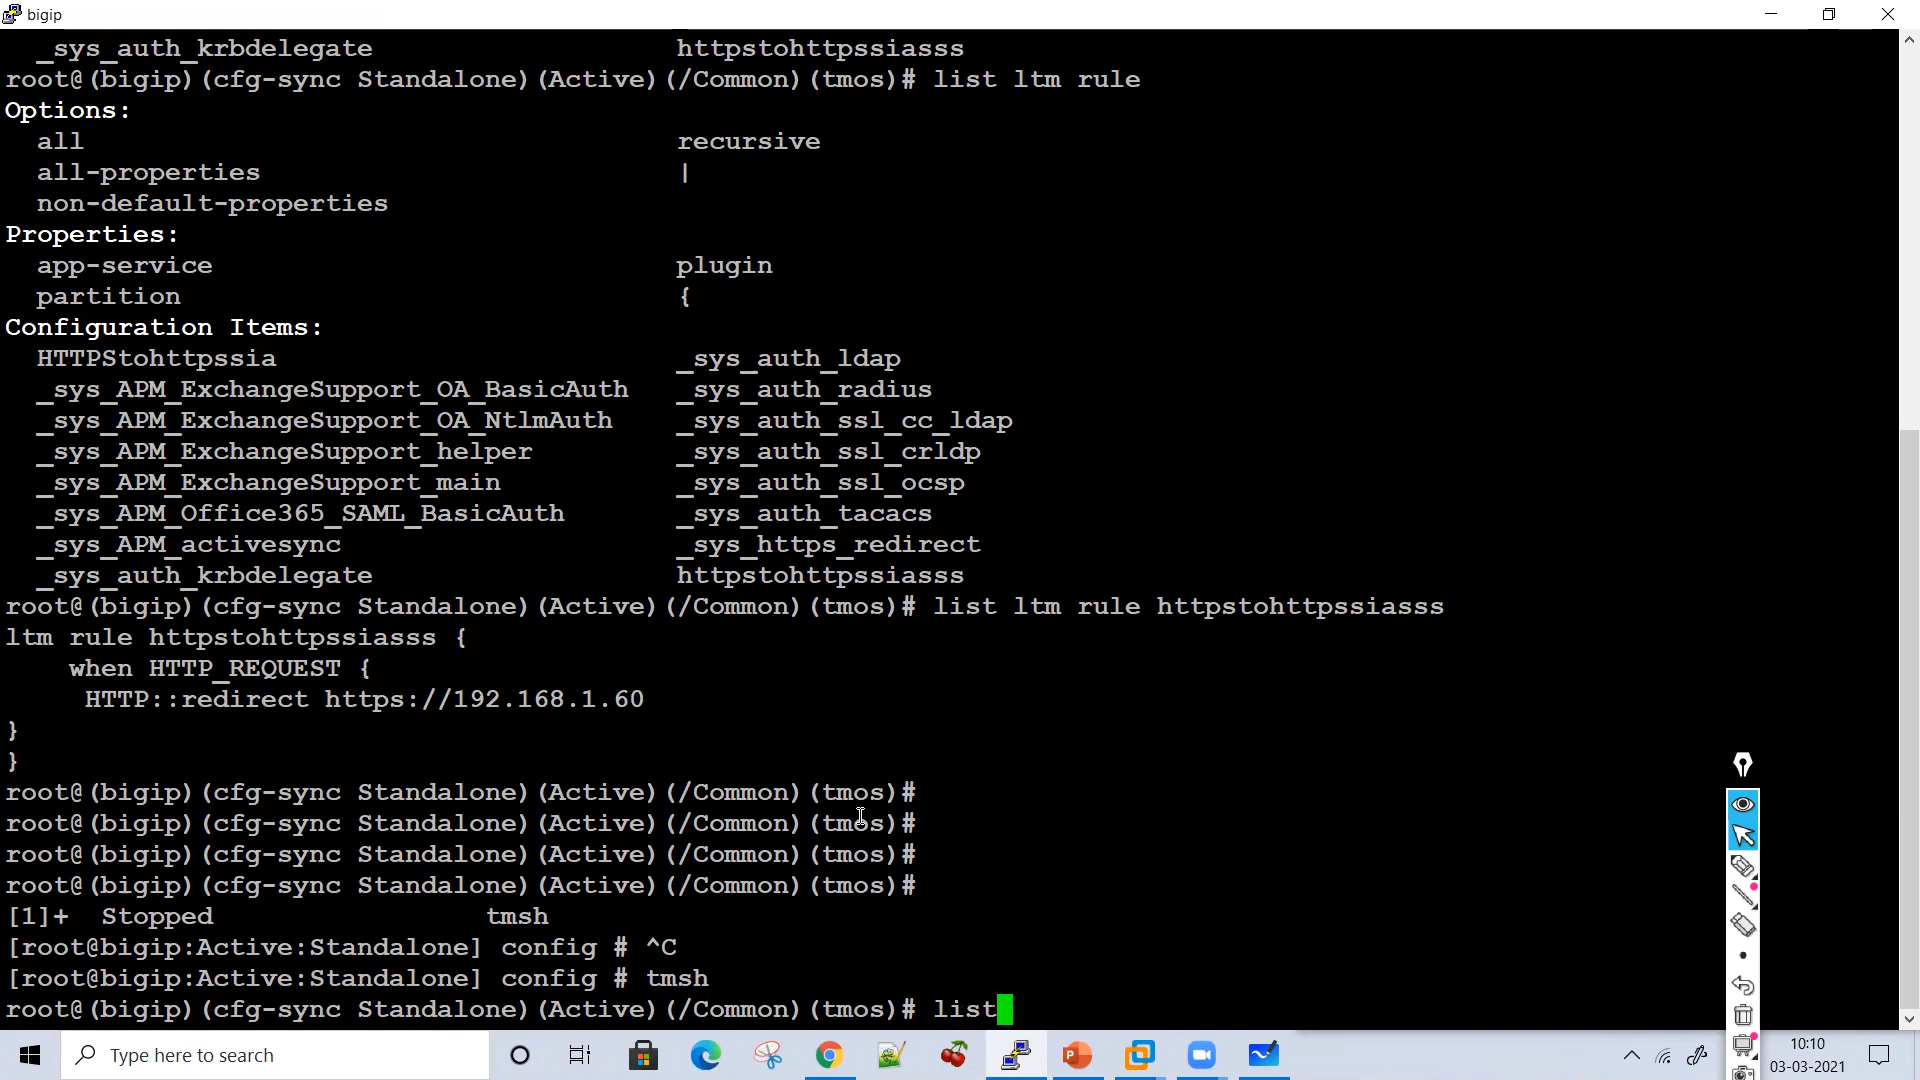 bigip
_sys_auth_krbdelegate httpstohttpssiasss
root@(bigip)(cfg-sync Standalone)(Active)(/Common)(tmos)# list ltm rule
Options:
all recursive
all-properties |
non-default-properties
Properties:
app-service plugin
partition {
Configuration Items:
HTTPStohttpssia _sys_auth_ldap
_sys_APM_ExchangeSupport_OA_BasicAuth _sys_auth_radius
_sys_APM_ExchangeSupport_OA_NtlmAuth _sys_auth_ssl_cc_ldap
_sys_APM_ExchangeSupport_helper _sys_auth_ssl_crldp
_sys_APM_ExchangeSupport_main _sys_auth_ssl_ocsp
_sys_APM_Office365_SAML_BasicAuth _sys_auth_tacacs
_sys_APM_activesync _sys_https_redirect
_sys_auth_krbdelegate httpstohttpssiasss
root@(bigip)(cfg-sync Standalone)(Active)(/Common)(tmos)# list ltm rule httpstohttpssiasss
ltm rule httpstohttpssiasss {
when HTTP_REQUEST {
HTTP::redirect https://192.168.1.60
}
}
root@(bigip)(cfg-sync Standalone)(Active)(/Common)(tmos)#
root@(bigip)(cfg-sync Standalone)(Active)(/Common)(tmos)#
root@(bigip)(cfg-sync Standalone)(Active)(/Common)(tmos)#
root@(bigip)(cfg-sync Standalone)(Active)(/Common)(tmos)#
[1]+ Stopped tmsh
[root@bigip:Active:Standalone] config # ^C
[root@bigip:Active:Standalone] config # tmsh
root@(bigip)(cfg-sync Standalone)(Active)(/Common)(tmos)# list
Type here to search
10:10
03-03-2021